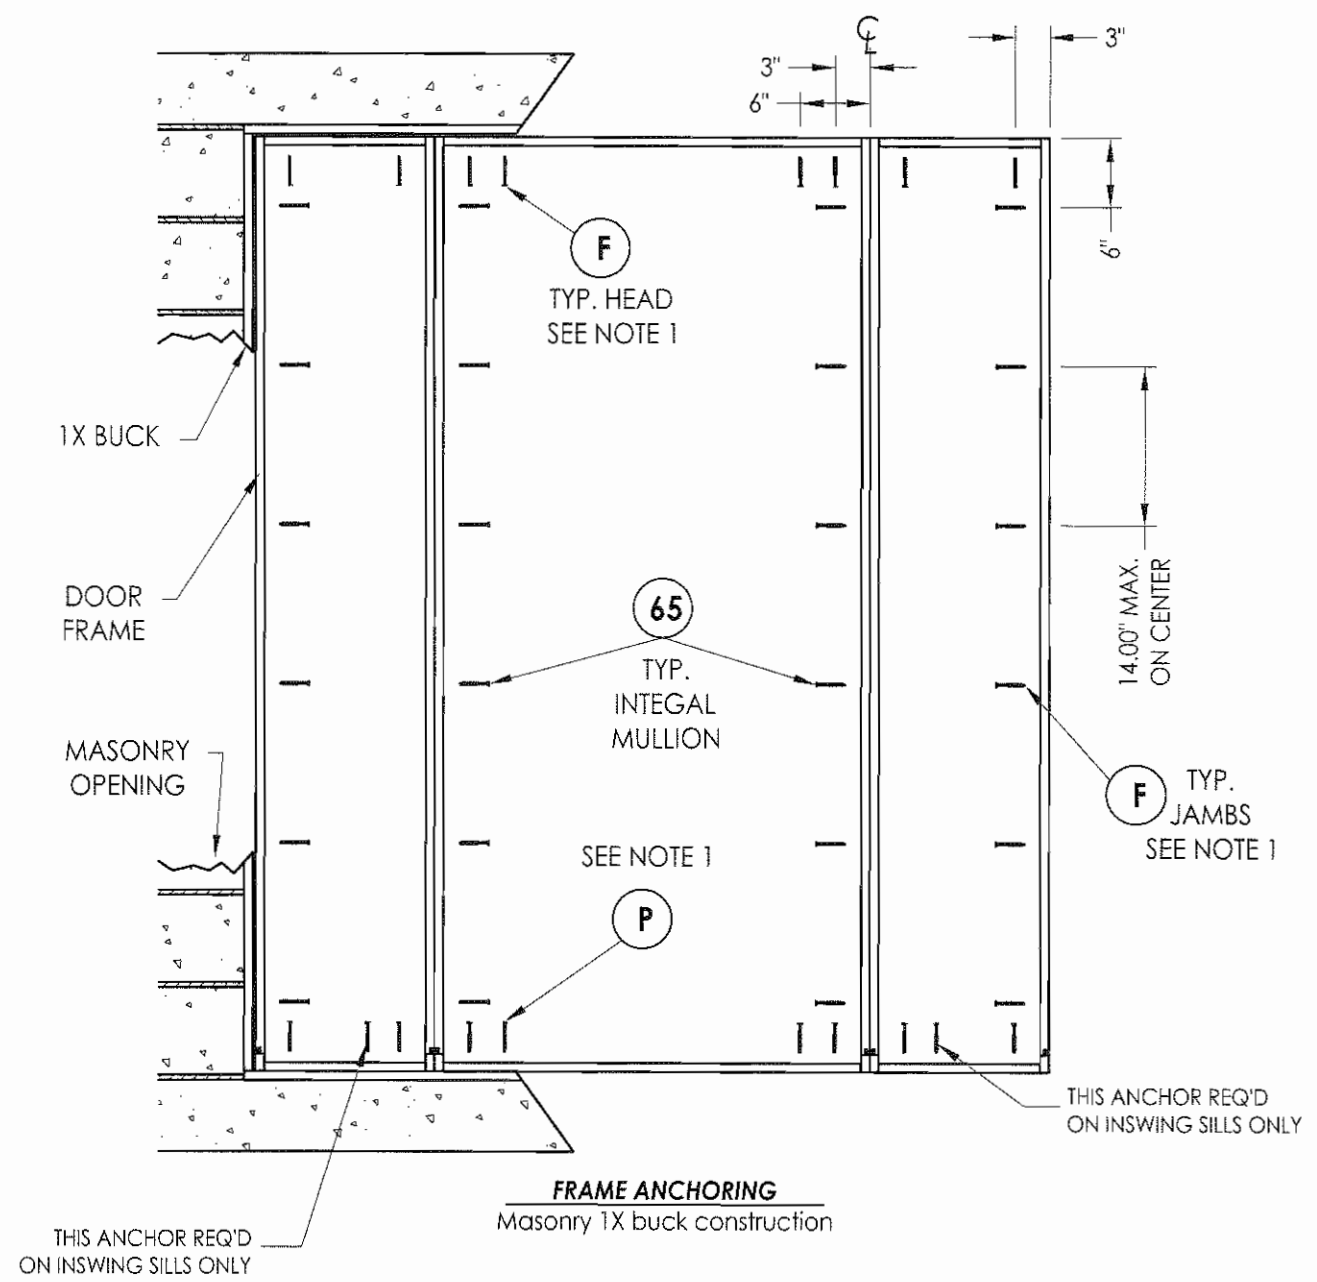 CL
3"
3"
6"
6"
F
TYP. HEAD
SEE NOTE 1
1X BUCK
DOOR
FRAME
14.00" MAX.
ON CENTER
65
TYP.
INTEGAL
MULLION
MASONRY
OPENING
F
TYP.
JAMBS
SEE NOTE 1
SEE NOTE 1
P
THIS ANCHOR REQ'D
ON INSWING SILLS ONLY
FRAME ANCHORING
Masonry 1X buck construction
THIS ANCHOR REQ'D
ON INSWING SILLS ONLY